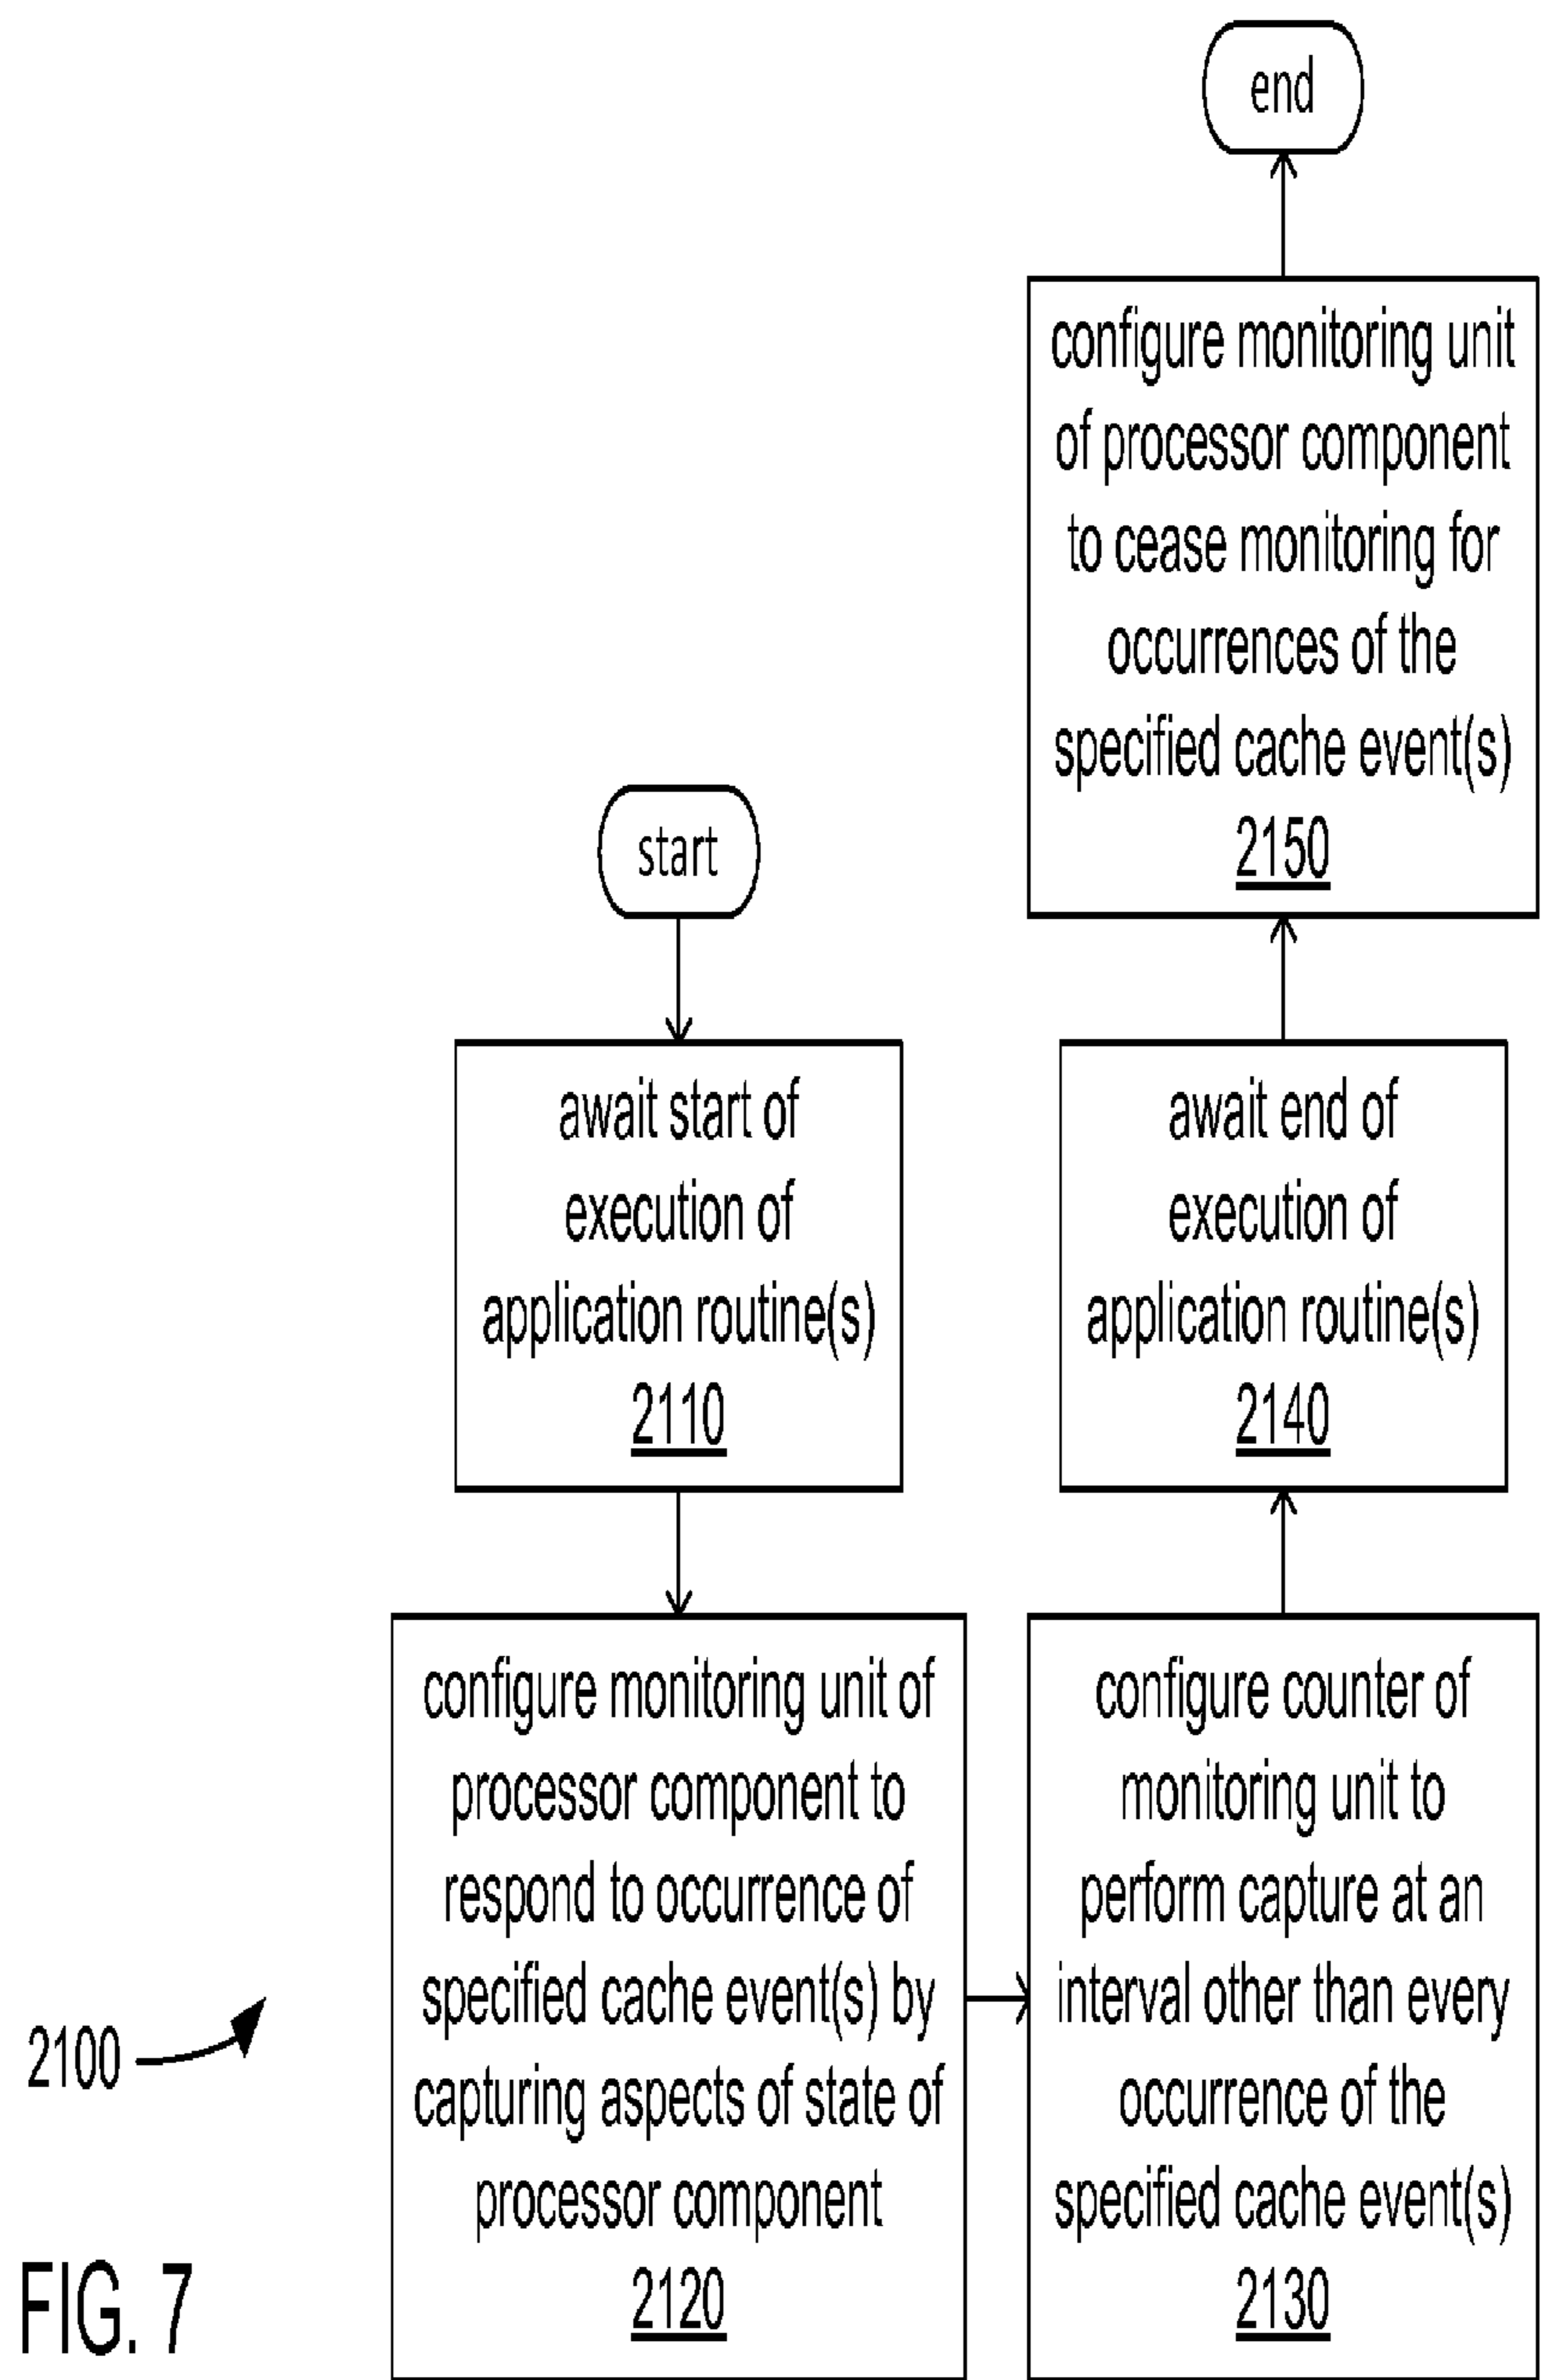 start
await start of
execution of
application routine(s)
2110
configure monitoring unit of
processor component to
respond to occurrence of
specified cache event(s) by
capturing aspects of state of
processor component
2120
configure counter of
monitoring unit to
perform capture at an
interval other than every
occurrence of the
specified cache event(s)
2130
await end of
execution of
application routine(s)
2140
configure monitoring unit
of processor component
to cease monitoring for
occurrences of the
specified cache event(s)
2150
end
2100
FIG. 7